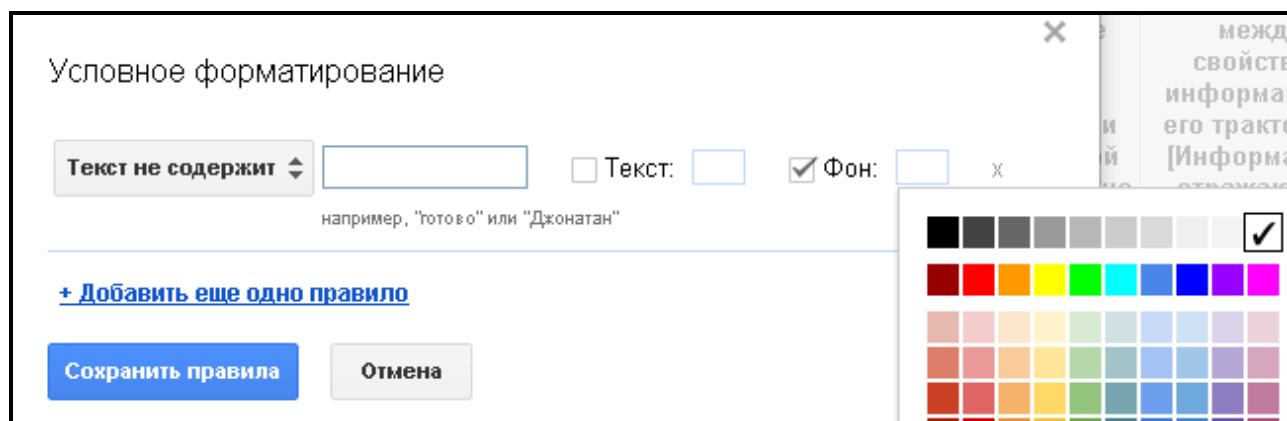 Условное форматирование
Текст не содержит Текст: Фон: x
например, "готово" или "Джонатан"
+ Добавить еще одно правило
Сохранить правила Отмена
межд
свойств
информа
и его тракто
й [Информа